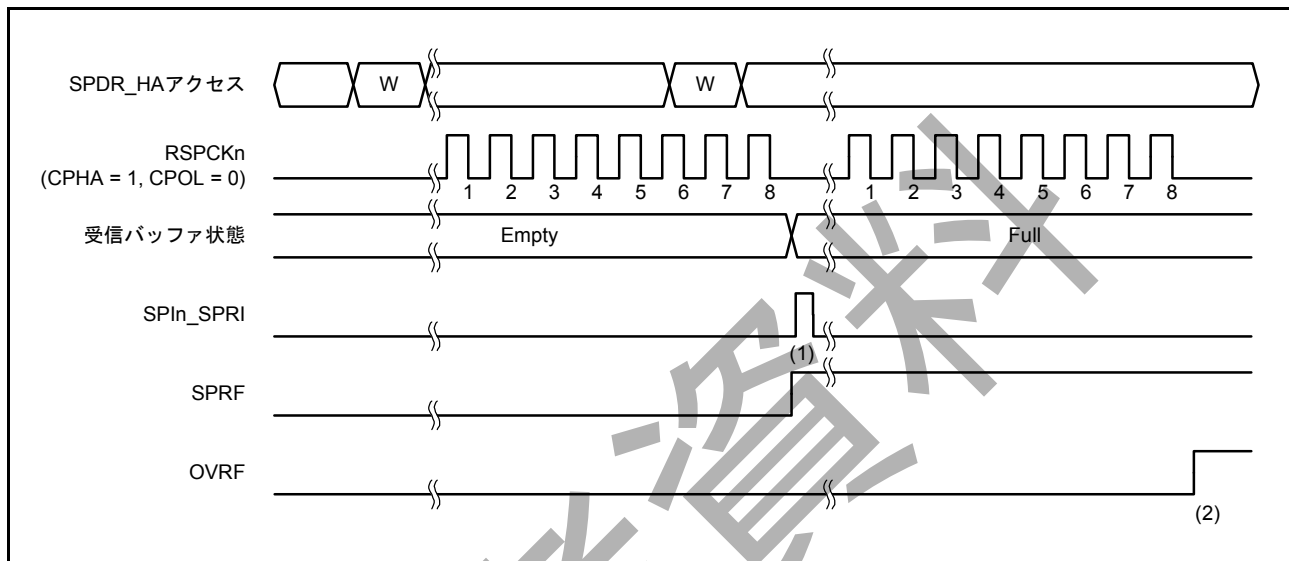 SPDR_HAアクセス
W
W
RSPCKn
(CPHA = 1, CPOL = 0)
1 2 3 4 5 6 7 8
1 2 3 4 5 6 7 8
受信バッファ状態
Empty
Full
SPIn_SPRI
(1)
SPRF
OVRF
(2)
資料